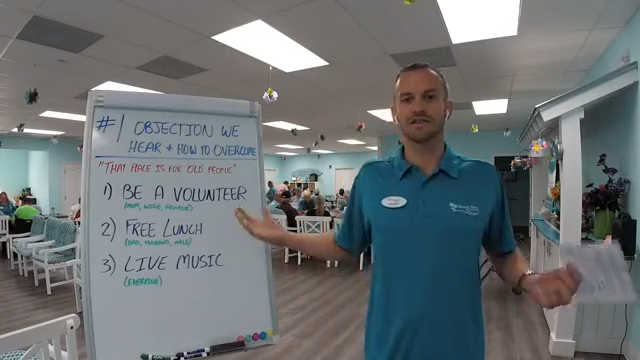 #1 OBJECTION WE
HEAR + HOW TO OVERCOME
"THAT PLACE IS FOR OLD PEOPLE"
1) BE A VOLUNTEER
(MOM, WIFE, FEMALE)
2) FREE LUNCH
(DAD, HUSBAND, MALE)
3) LIVE MUSIC
(EVERYONE)